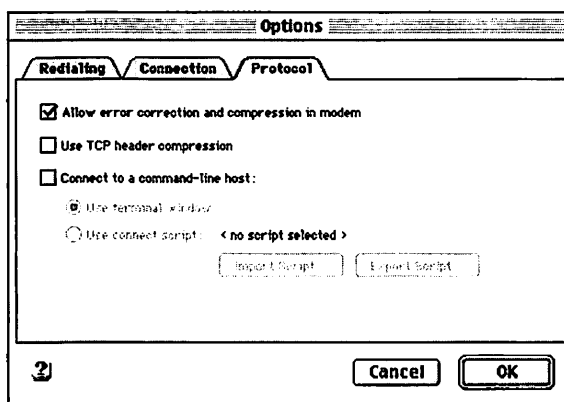 Options
Redialing Connection Protocol
Allow error correction and compression in modem
Use TCP header compression
Connect to a command-line host:
Use terminal window
Use connect script: < no script selected >
Import Script Export Script
? Cancel OK